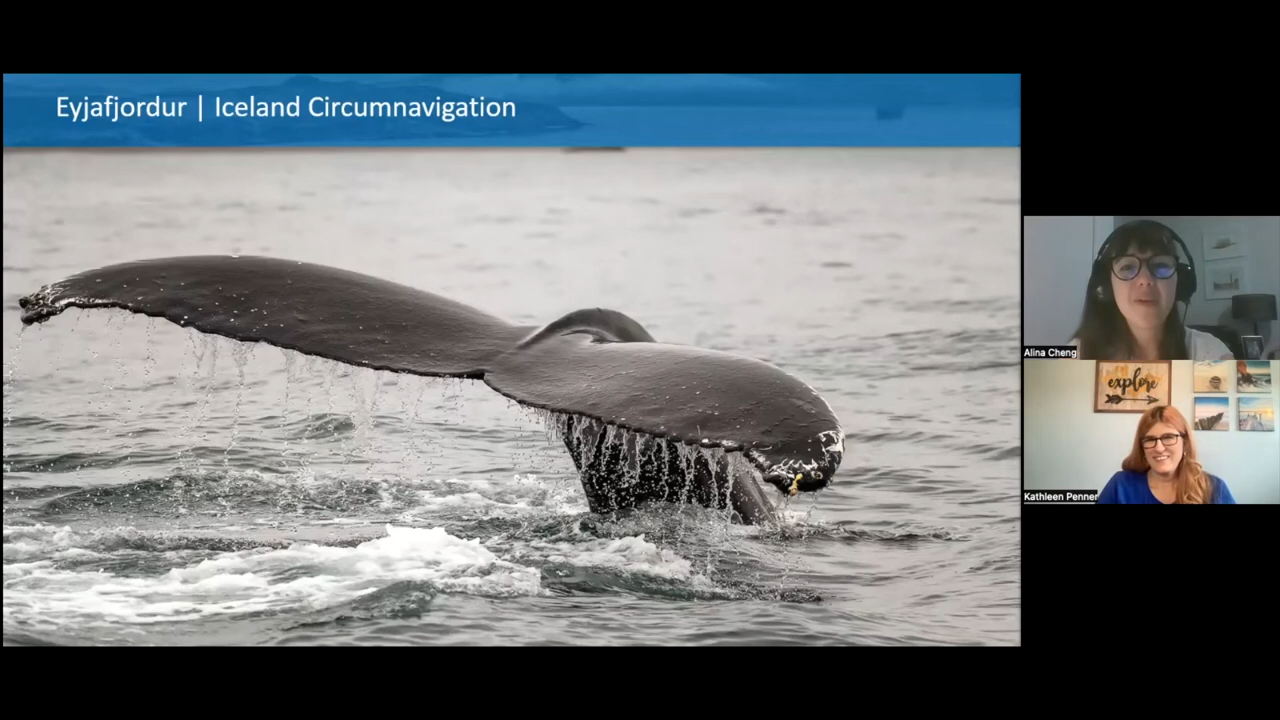 Eyjafjordur | Iceland Circumnavigation
Alina Cheng
explore
Kathleen Penner